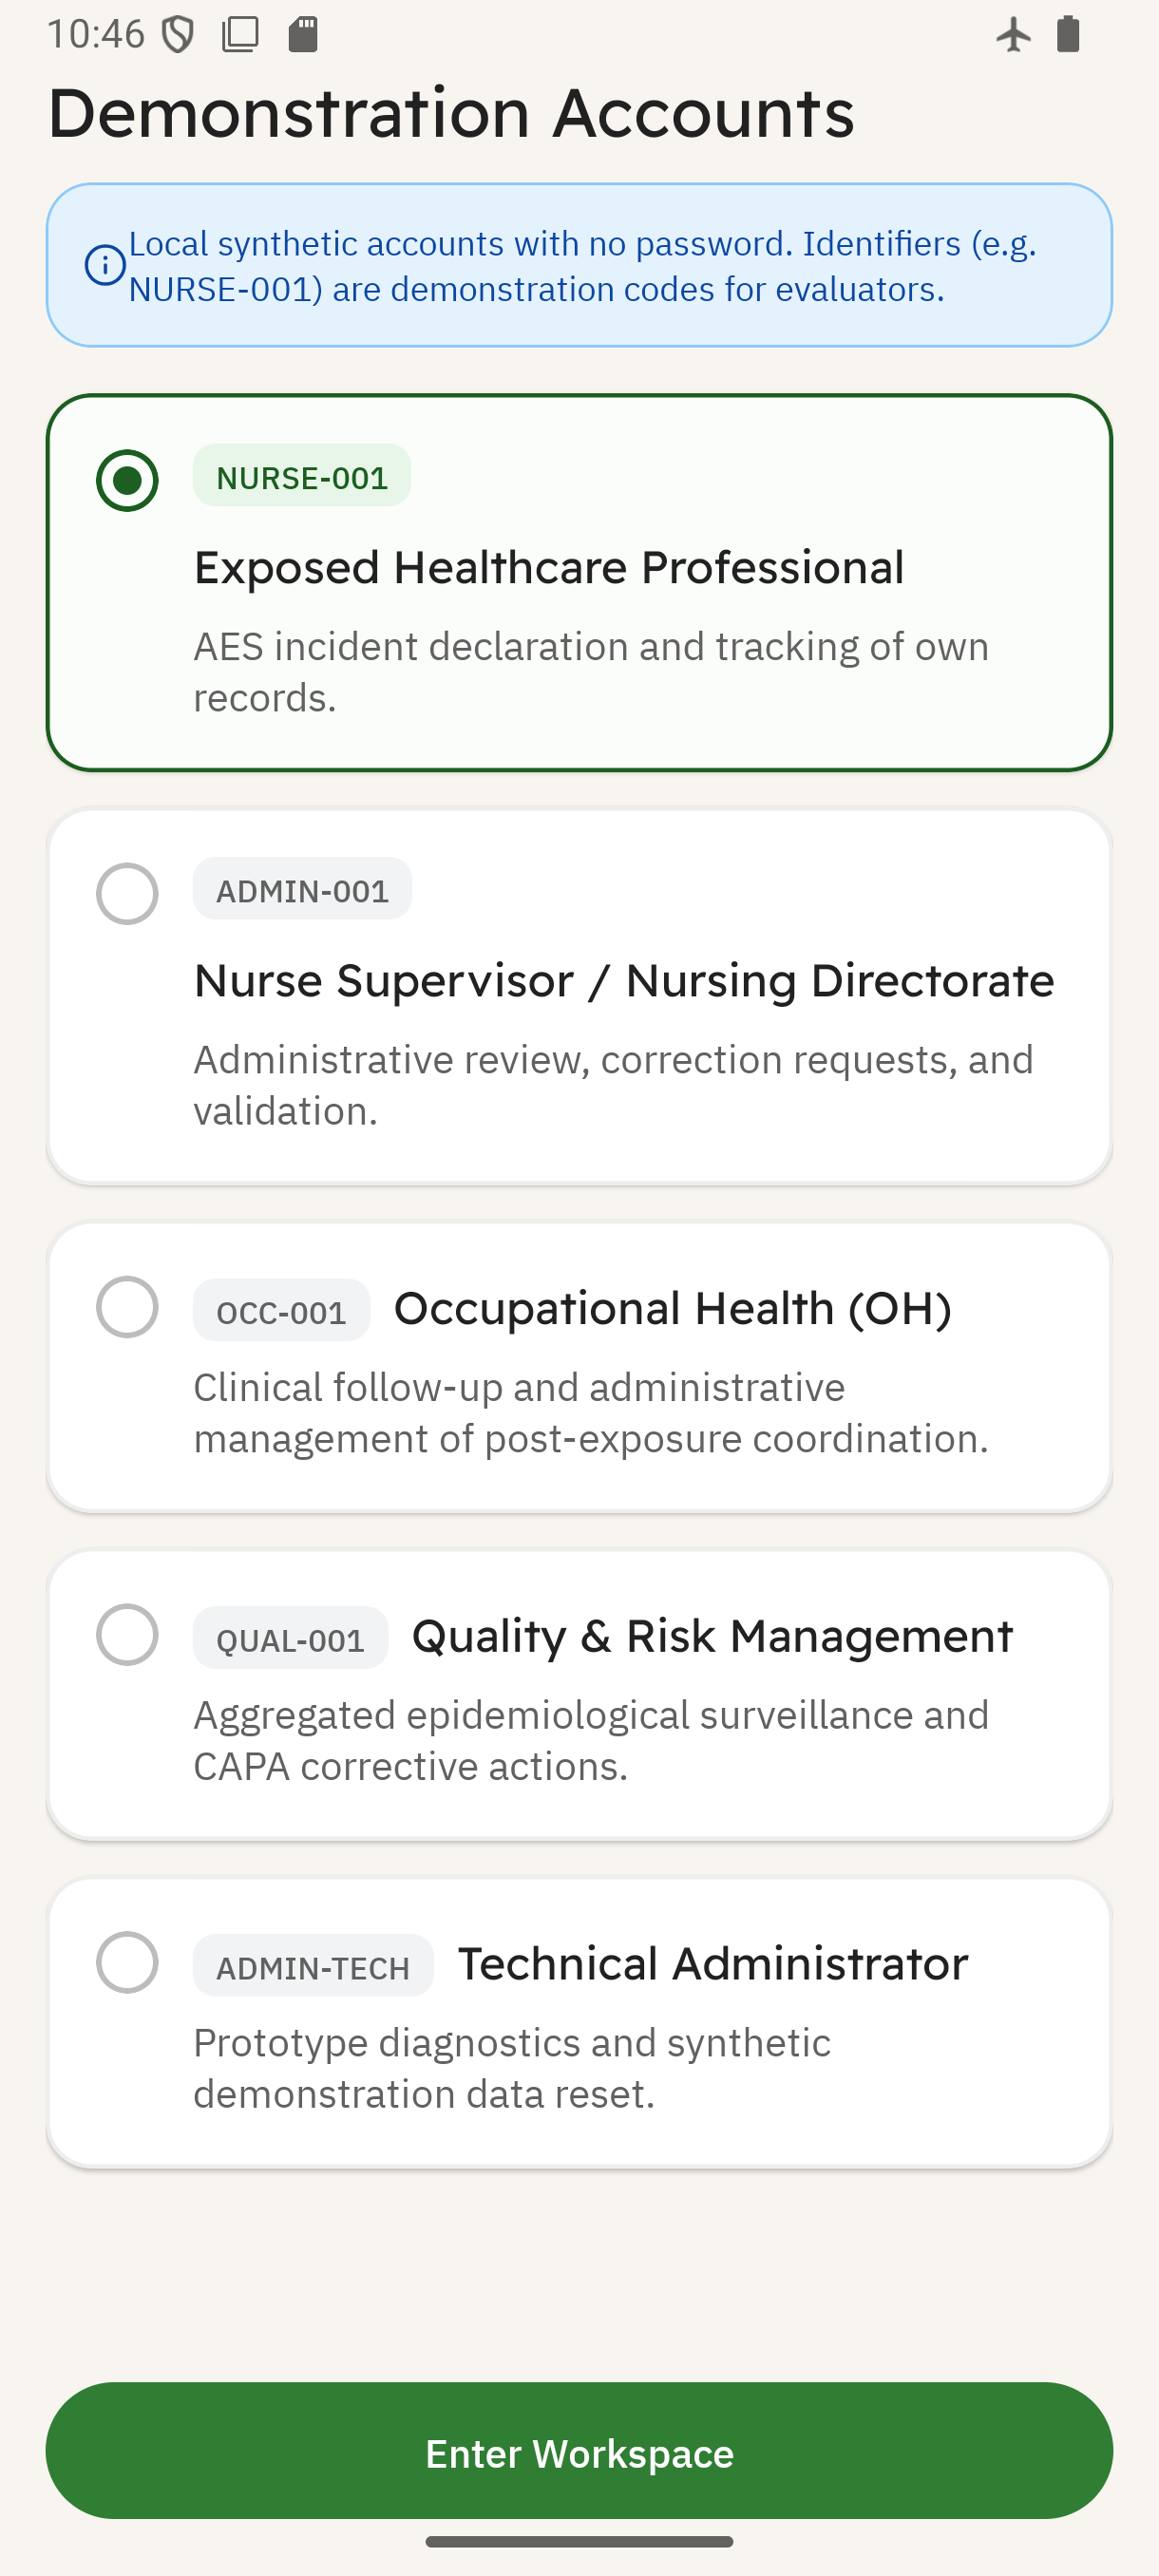 10:46
Demonstration Accounts
Local synthetic accounts with no password. Identifiers (e.g.
NURSE-001) are demonstration codes for evaluators.
NURSE-001
Exposed Healthcare Professional
AES incident declaration and tracking of own
records.
ADMIN-001
Nurse Supervisor / Nursing Directorate
Administrative review, correction requests, and
validation.
OCC-001 Occupational Health (OH)
Clinical follow-up and administrative
management of post-exposure coordination.
QUAL-001 Quality & Risk Management
Aggregated epidemiological surveillance and
CAPA corrective actions.
ADMIN-TECH Technical Administrator
Prototype diagnostics and synthetic
demonstration data reset.
Enter Workspace